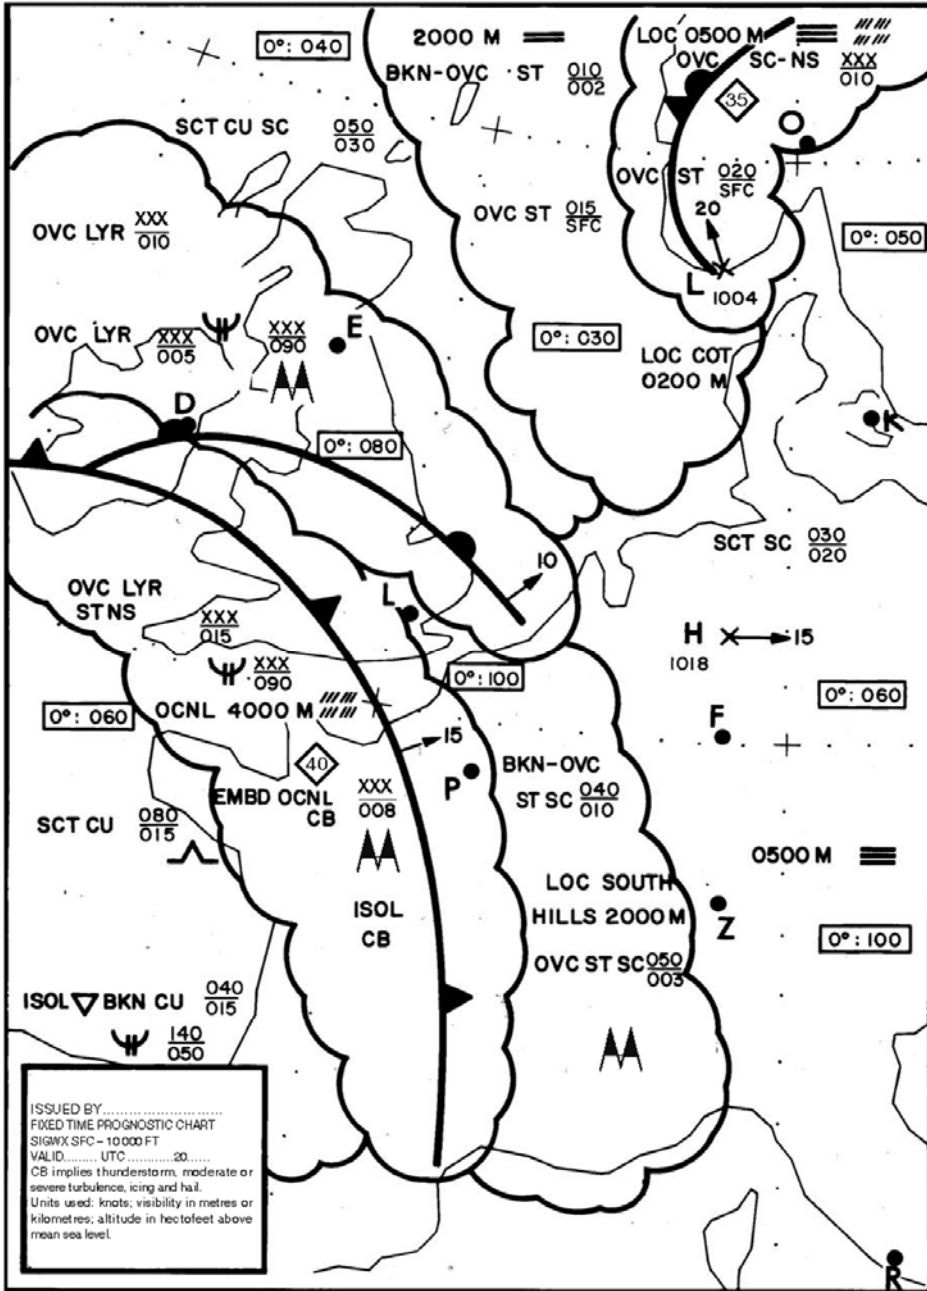 0°: 040
2000 M
BKN-OVC ST 010
002
LOC 0500 M
OVC SC-NS XXX
010
35
O
SCT CU SC 050
030
OVC ST 020
SFC
OVC ST 015
SFC
20
OVC LYR XXX
010
0°: 050
L 1004
OVC LYR XXX
005
XXX
090
E
0°: 030
LOC COT
0200 M
D
K
0°: 080
SCT SC 030
020
10
OVC LYR
ST NS
XXX
015
L
H
1018
15
XXX
090
0°: 100
0°: 060
OCNL 4000 M
0°: 060
F
15
40
BKN-OVC
ST SC 040
010
P
EMBD OCNL
CB
XXX
008
SCT CU 080
015
0500 M
ISOL
CB
LOC SOUTH
HILLS 2000 M
Z
0°: 100
OVC ST SC 050
003
ISOL BKN CU 040
015
140
050
ISSUED BY........................
FIXED TIME PROGNOSTIC CHART
SIGWX SFC – 10 000 FT
VALID......... UTC ............20......
CB implies thunderstorm, moderate or
severe turbulence, icing and hail.
Units used: knots; visibility in metres or
kilometres; altitude in hectofeet above
mean sea level.
R